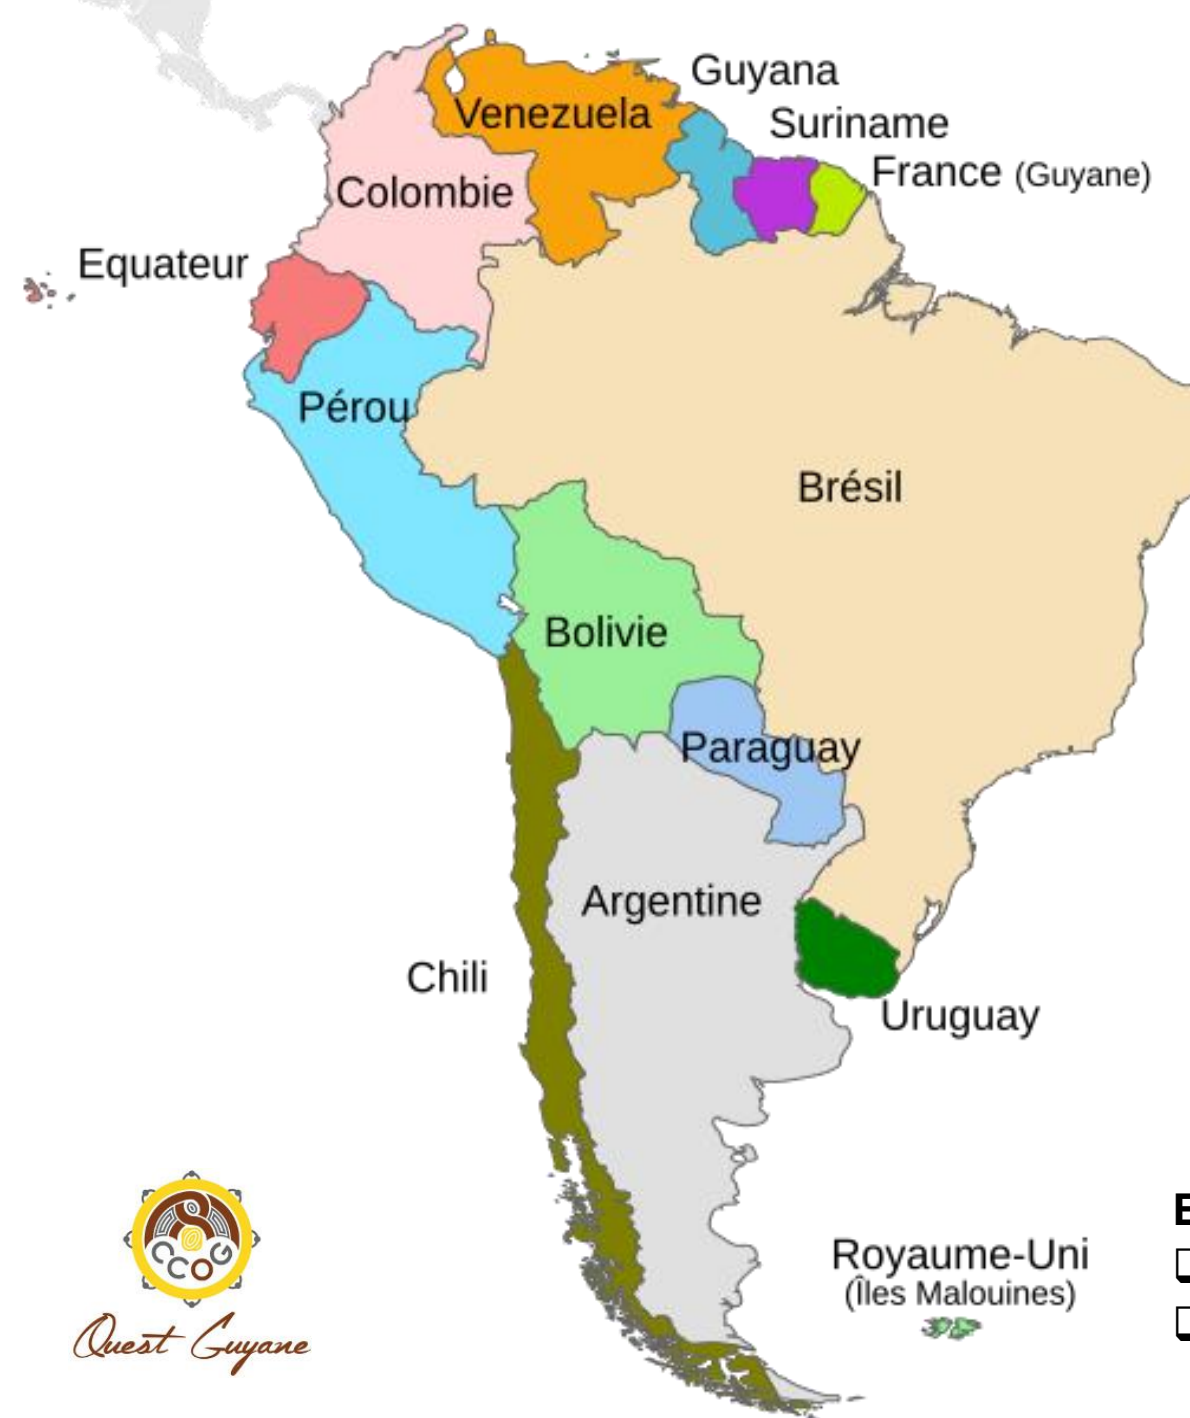 Guyana
Venezuela
Suriname
France (Guyane)
Colombie
Equateur
Pérou
Brésil
Bolivie
Paraguay
Argentine
Chili
Uruguay
CCOG
Ouest Guyane
Royaume-Uni
(Îles Malouines)